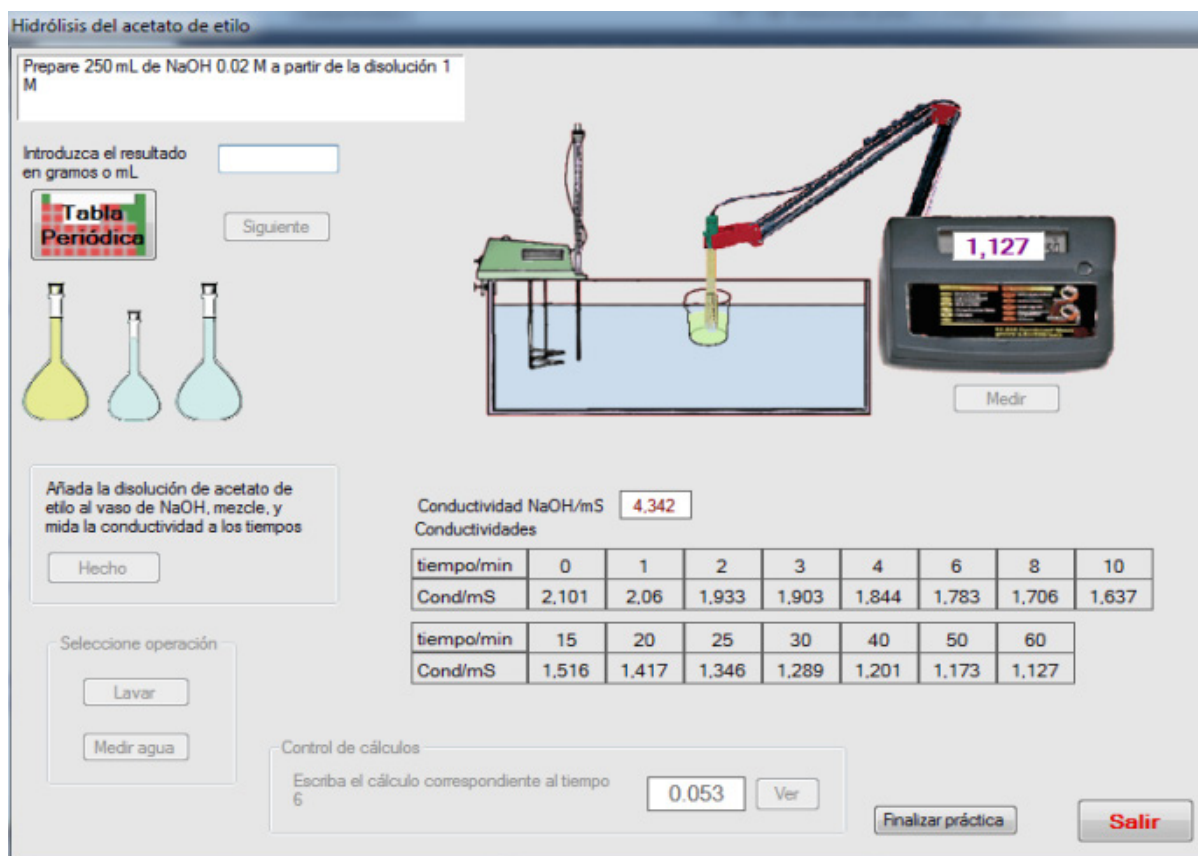 Hidrólisis del acetato de etilo
Prepare 250 mL de NaOH 0.02 M a partir de la disolución 1
M
Introduzca el resultado
en gramos o mL
Tabla
Periódica
Siguiente
1,127
Medir
Añada la disolución de acetato de
etilo al vaso de NaOH, mezcle, y
mida la conductividad a los tiempos
Hecho
Conductividad NaOH/mS 4,342
Conductividades
tiempo/min 0 1 2 3 4 6 8 10
Cond/mS 2,101 2,06 1,933 1,903 1,844 1,783 1,706 1,637
tiempo/min 15 20 25 30 40 50 60
Cond/mS 1,516 1,417 1,346 1,289 1,201 1,173 1,127
Seleccione operación
Lavar
Medir agua
Control de cálculos
Escriba el cálculo correspondiente al tiempo
6
0.053 Ver
Finalizar práctica
Salir